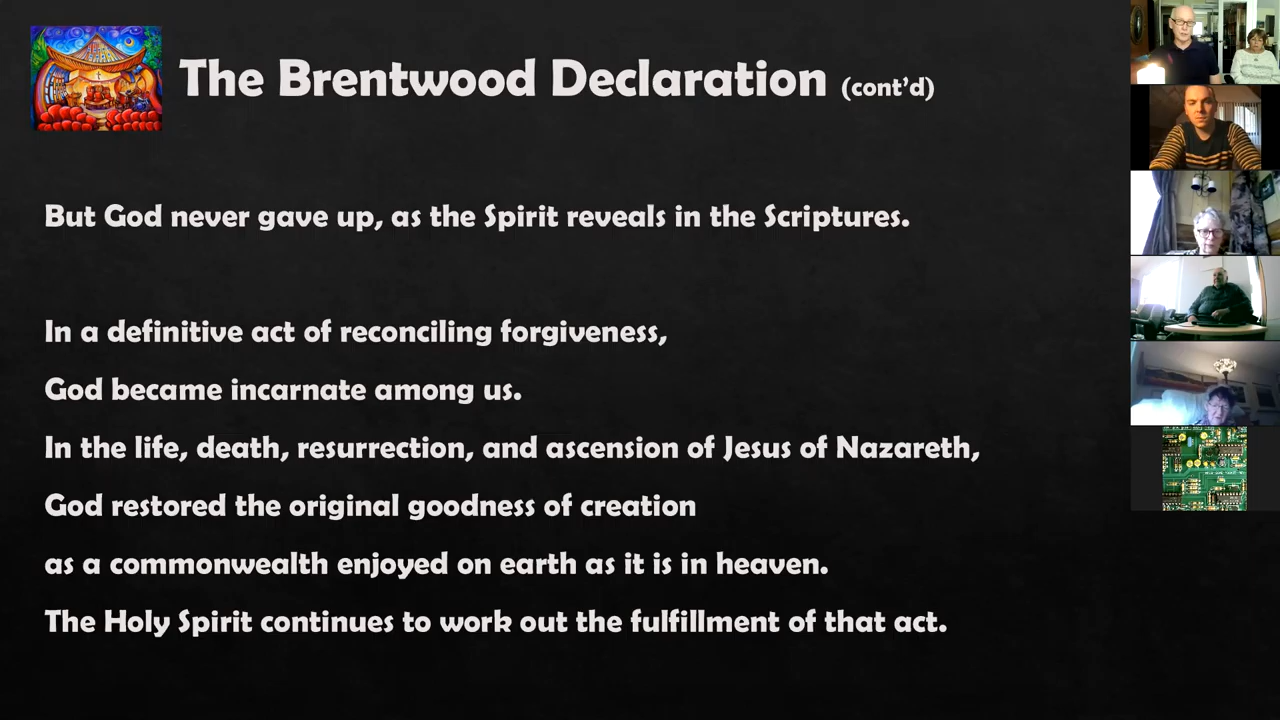 The Brentwood Declaration (cont'd)
But God never gave up, as the Spirit reveals in the Scriptures.
In a definitive act of reconciling forgiveness,
God became incarnate among us.
In the life, death, resurrection, and ascension of Jesus of Nazareth,
God restored the original goodness of creation
as a commonwealth enjoyed on earth as it is in heaven.
The Holy Spirit continues to work out the fulfillment of that act.